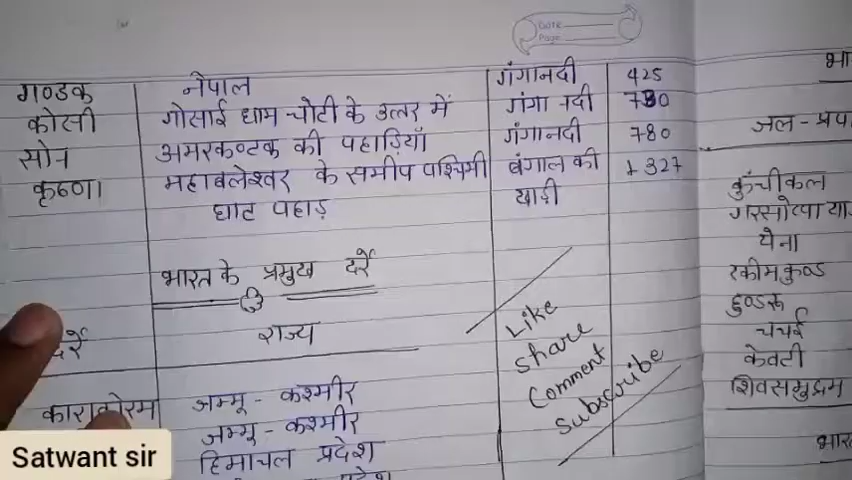 Date
Page
गण्डक नेपाल गंगानदी 425
कोसी गोसाई धाम चोटी के उत्तर में गंगा नदी 730
सोन अमरकण्टक की पहाड़ियाँ गंगानदी 780
कृष्णा महाबलेश्वर के समीप पश्चिमी बंगाल की 1327
घाट पहाड़ खाड़ी
भारत के प्रमुख दर्रे
दर्रे राज्य
काराकोरम जम्मू - कश्मीर
जम्मू - कश्मीर
हिमाचल प्रदेश
Like
Share
Comment
Subscribe
भा
जल - प्रप
कुंचीकल
गरसोप्पा या
येना
रकीमकुण्ड
हुण्डरू
चचई
केवटी
शिवसमुद्रम
भार
Satwant sir